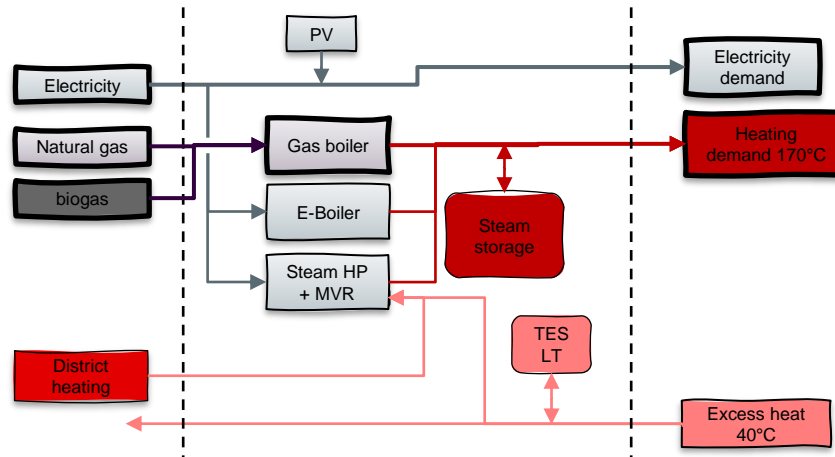 PV
Electricity
Electricity
demand
Natural gas
Gas boiler
Heating
demand 170°C
biogas
E-Boiler
Steam
storage
Steam HP
+ MVR
TES
LT
District
heating
Excess heat
40°C